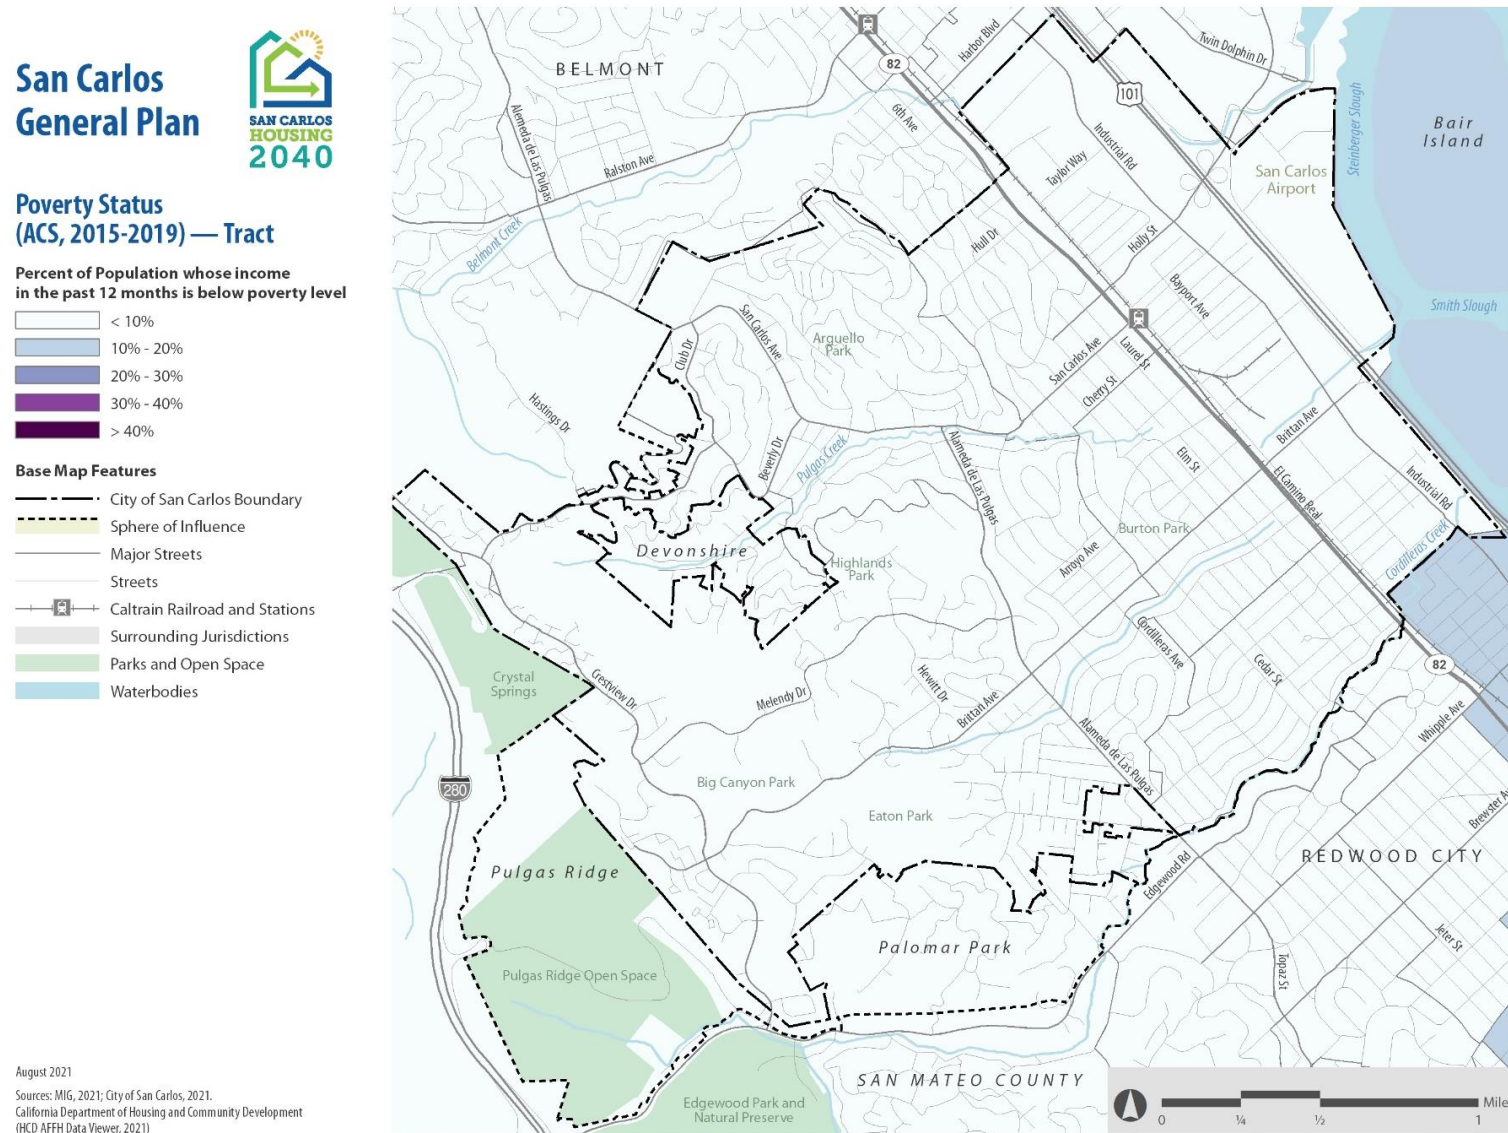 San Carlos
General Plan
SAN CARLOS
HOUSING
2040
Poverty Status
(ACS, 2015-2019) — Tract
Percent of Population whose income
in the past 12 months is below poverty level
< 10%
10% - 20%
20% - 30%
30% - 40%
> 40%
Base Map Features
City of San Carlos Boundary
Sphere of Influence
Major Streets
Streets
Caltrain Railroad and Stations
Surrounding Jurisdictions
Parks and Open Space
Waterbodies
August 2021
Sources: MIG, 2021; City of San Carlos, 2021.
California Department of Housing and Community Development
(HCD AFFH Data Viewer, 2021)
BELMONT
82
Harbor Blvd
Twin Dolphin Dr
101
Steinberger Slough
Bair
Island
Alemeda de Las Pulgas
6th Ave
Ralston Ave
Industrial Rd
Taylor Way
San Carlos
Airport
Belmont Creek
Hull Dr
Holly St
Bayport Ave
Smith Slough
San Carlos Ave
Club Dr
Arguello
Park
San Carlos Ave
Laurel St
Cherry St
Hastings Dr
Beverly Dr
Pulgas Creek
Alameda de Las Pulgas
Elm St
Brittan Ave
El Camino Real
Industrial Rd
Devonshire
Highlands
Park
Burton Park
Arroyo Ave
Cordilleras Creek
Crystal
Springs
Crestview Dr
Melendy Dr
Hewitt Dr
Brittan Ave
Cordilleras Ave
Cedar St
82
Whipple Ave
280
Alameda de Las Pulgas
Big Canyon Park
Eaton Park
Brewster A
Pulgas Ridge
Edgewood Rd
REDWOOD CITY
Palomar Park
Jeter St
Topaz St
Pulgas Ridge Open Space
SAN MATEO COUNTY
Edgewood Park and
Natural Preserve
0
¼
½
1
Mile